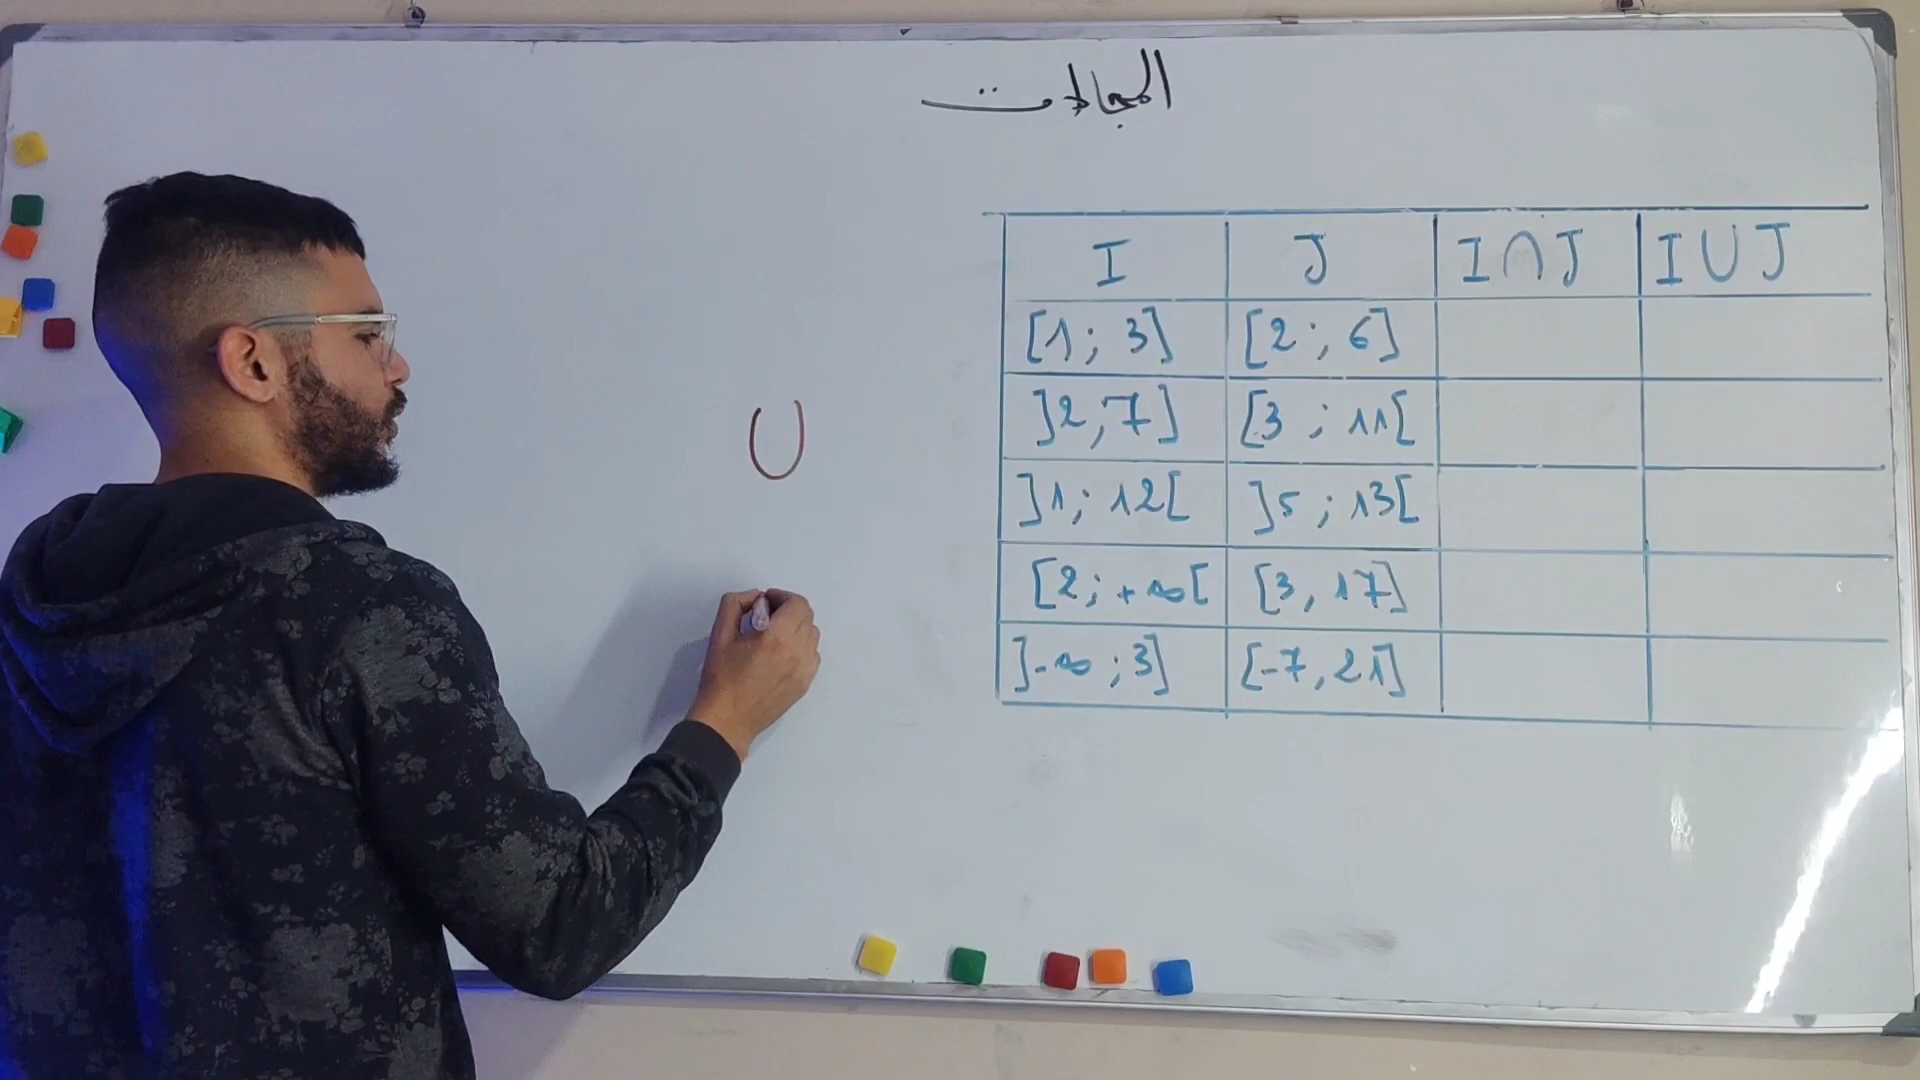 المجالات
I J I∩J I∪J
[1; 3] [2; 6]
]2;7] [3 ; 11[
∪
]1; 12[ ]5 ; 13[
[2; +∞[ [3, 17]
]-∞ ; 3] [-7, 21]